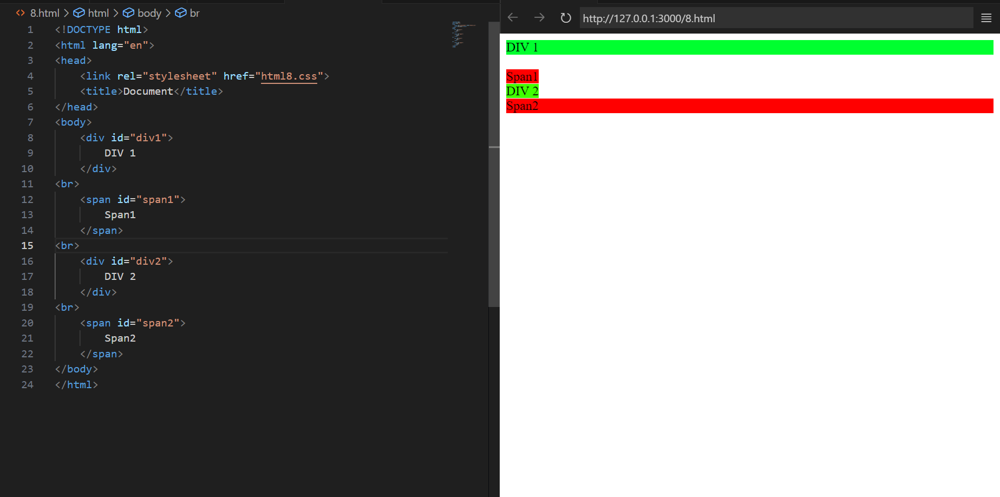 8.html > html > body > br
1 <!DOCTYPE html>
2 <html lang="en">
3 <head>
4 <link rel="stylesheet" href="html8.css">
5 <title>Document</title>
6 </head>
7 <body>
8 <div id="div1">
9 DIV 1
10 </div>
11 <br>
12 <span id="span1">
13 Span1
14 </span>
15 <br>
16 <div id="div2">
17 DIV 2
18 </div>
19 <br>
20 <span id="span2">
21 Span2
22 </span>
23 </body>
24 </html>
http://127.0.0.1:3000/8.html
DIV 1
Span1
DIV 2
Span2